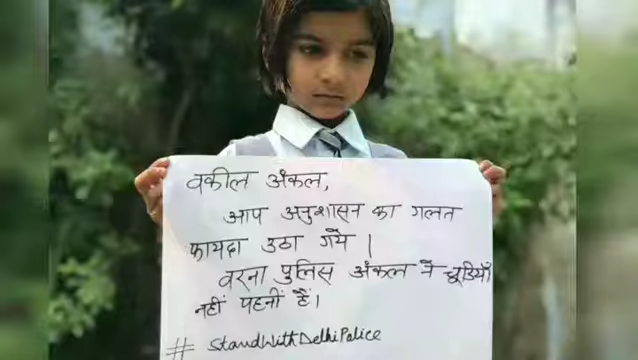 वकील अंकल,
आप अनुशासन का गलत
फायदा उठा गये।
वरना पुलिस अंकल ने चूड़ियाँ
नहीं पहनीं हैं।
# StandWithDelhiPolice